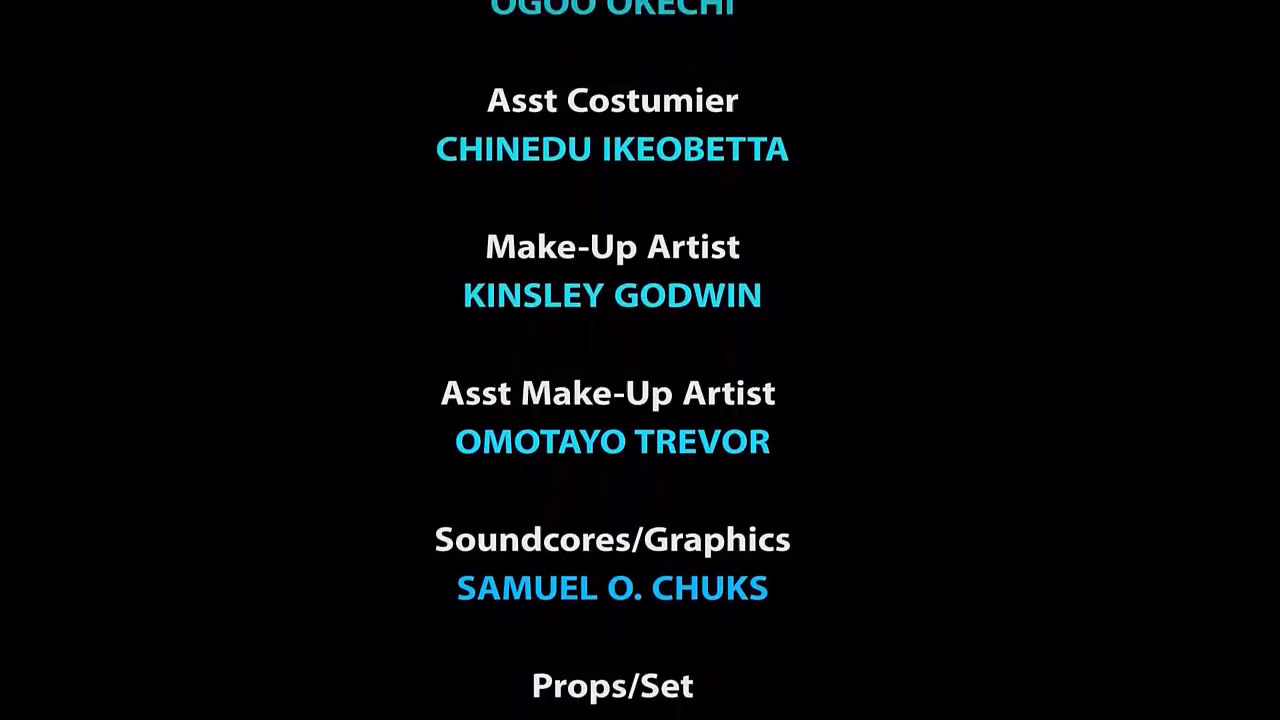 OGOO OKECHI
Asst Costumier
CHINEDU IKEOBETTA
Make-Up Artist
KINSLEY GODWIN
Asst Make-Up Artist
OMOTAYO TREVOR
Soundcores/Graphics
SAMUEL O. CHUKS
Props/Set